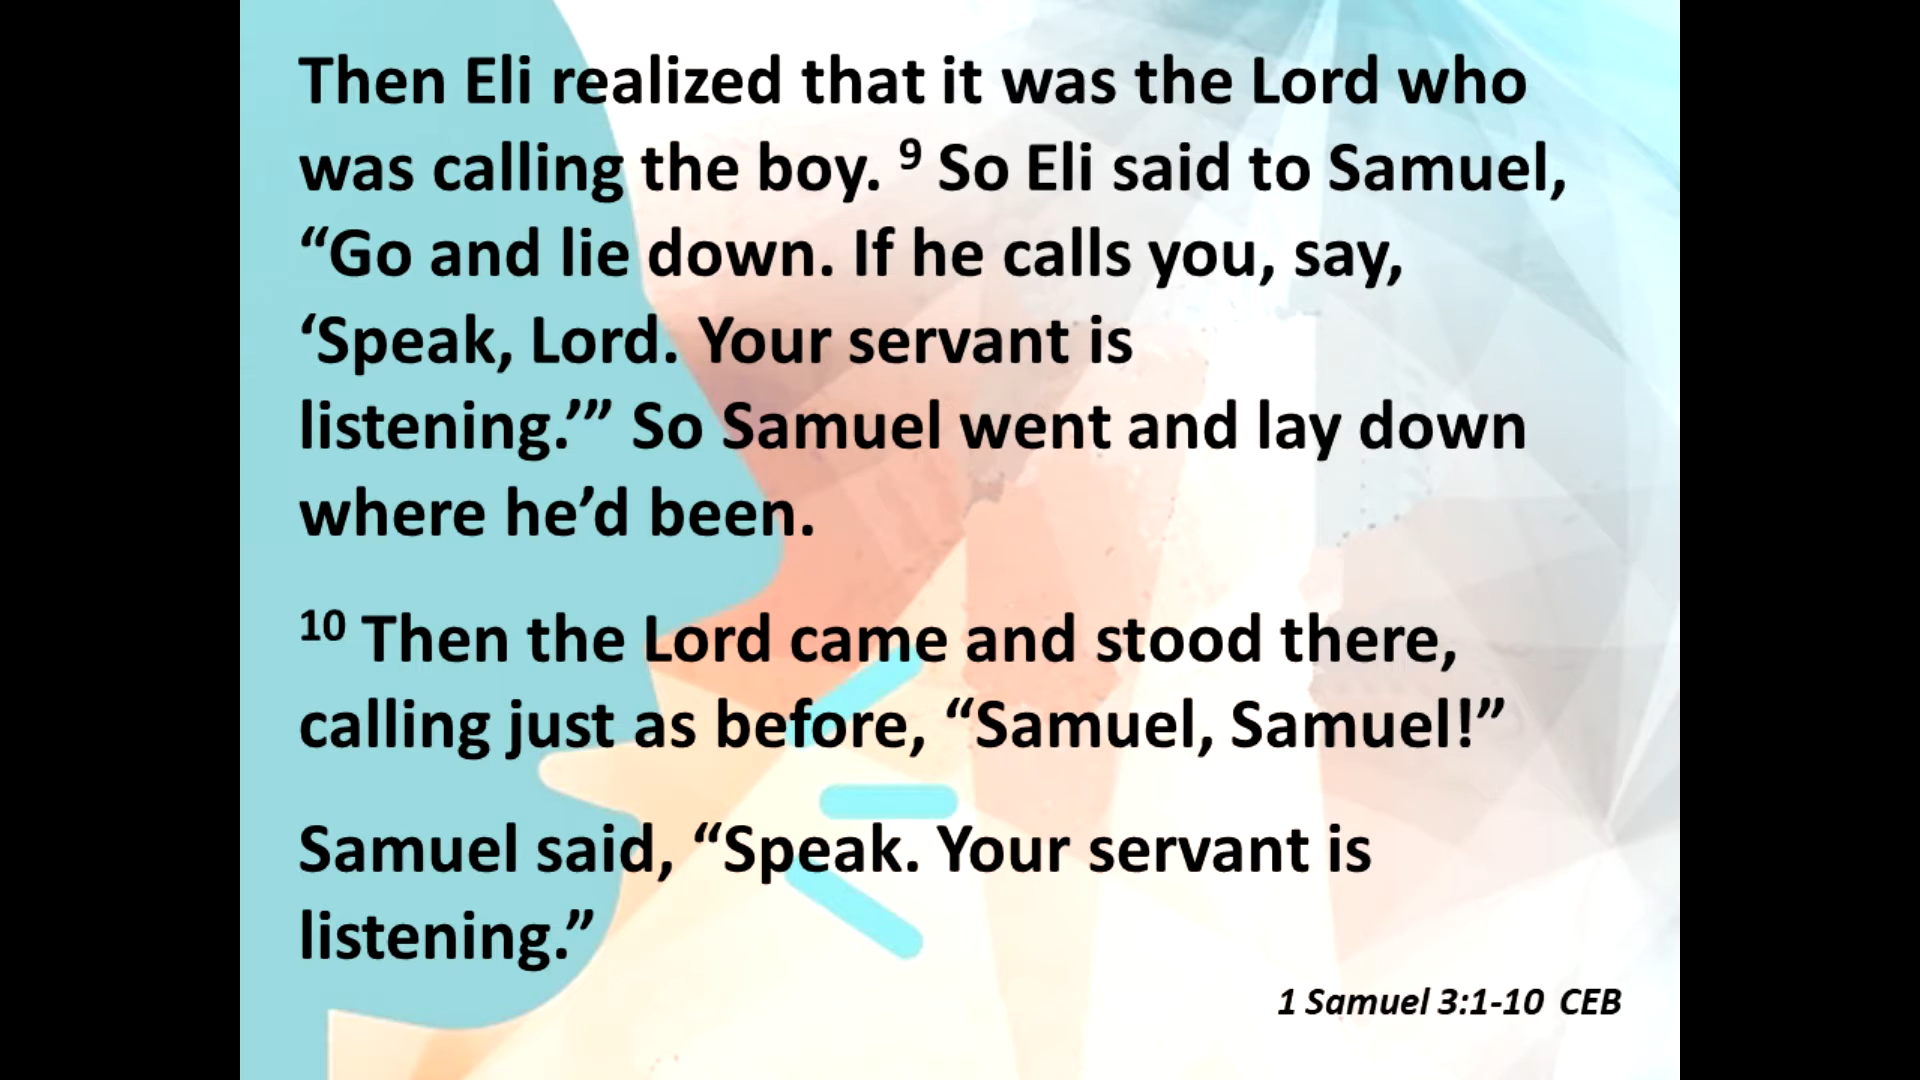 Then Eli realized that it was the Lord who
was calling the boy. ⁹ So Eli said to Samuel,
“Go and lie down. If he calls you, say,
‘Speak, Lord. Your servant is
listening.’” So Samuel went and lay down
where he’d been.
¹⁰ Then the Lord came and stood there,
calling just as before, “Samuel, Samuel!”
Samuel said, “Speak. Your servant is
listening.”
1 Samuel 3:1-10 CEB